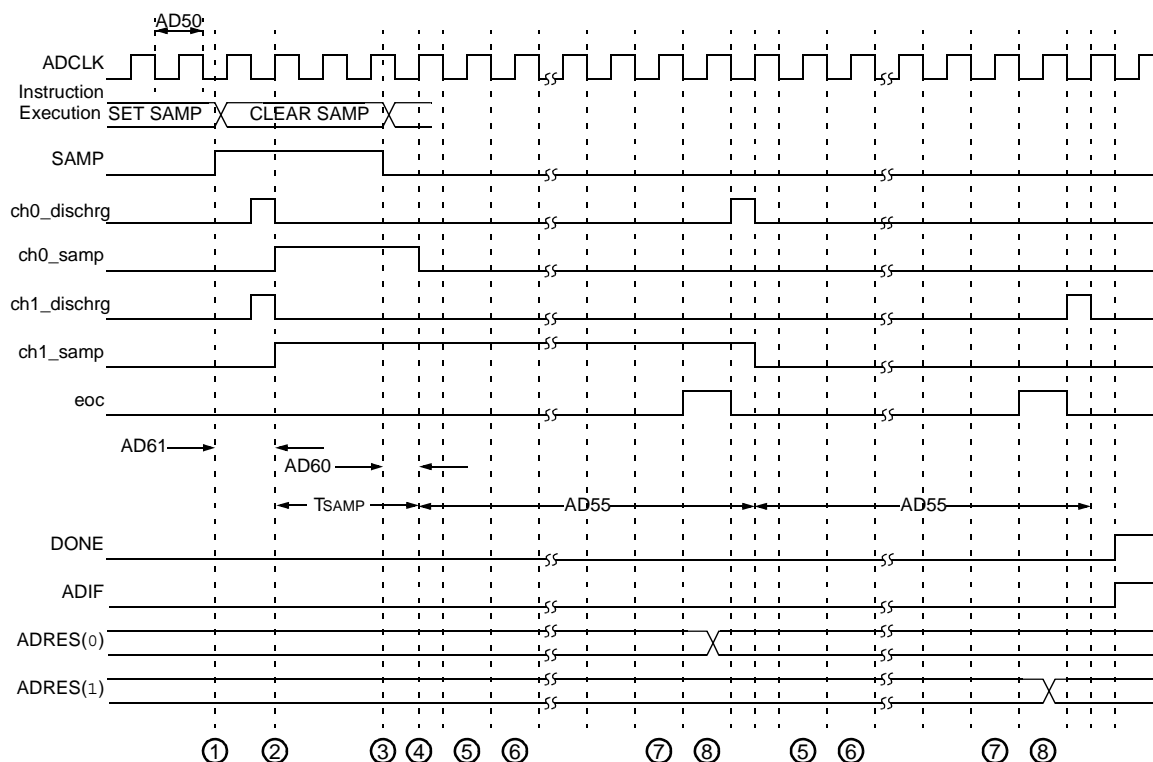 AD50
ADCLK
Instruction
Execution SET SAMP CLEAR SAMP
SAMP
ch0_dischrg
ch0_samp
ch1_dischrg
ch1_samp
eoc
AD61
AD60
TSAMP AD55 AD55
DONE
ADIF
ADRES(0)
ADRES(1)
1 2 3 4 5 6 7 8 5 6 7 8